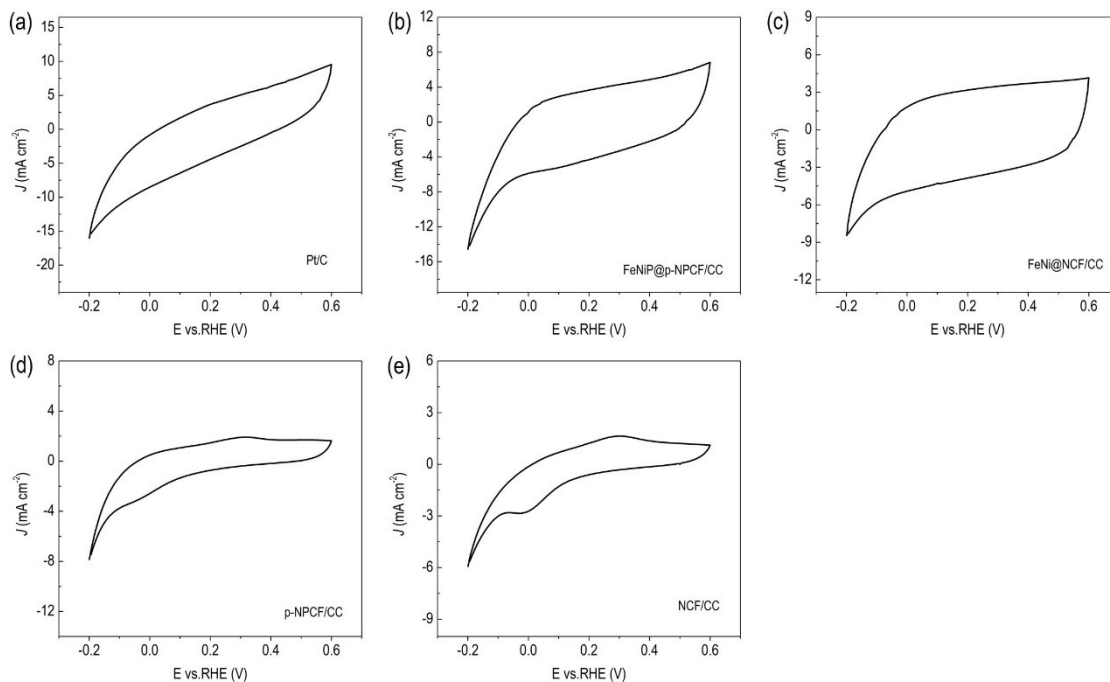 (a)
J (mA cm⁻²)
15
10
5
0
-5
-10
-15
-20
-0.2 0.0 0.2 0.4 0.6
E vs.RHE (V)
Pt/C
(b)
J (mA cm⁻²)
12
8
4
0
-4
-8
-12
-16
-0.2 0.0 0.2 0.4 0.6
E vs.RHE (V)
FeNiP@p-NPCF/CC
(c)
J (mA cm⁻²)
9
6
3
0
-3
-6
-9
-12
-0.2 0.0 0.2 0.4 0.6
E vs.RHE (V)
FeNi@NCF/CC
(d)
J (mA cm⁻²)
8
4
0
-4
-8
-12
-0.2 0.0 0.2 0.4 0.6
E vs.RHE (V)
p-NPCF/CC
(e)
J (mA cm⁻²)
6
3
0
-3
-6
-9
-0.2 0.0 0.2 0.4 0.6
E vs.RHE (V)
NCF/CC